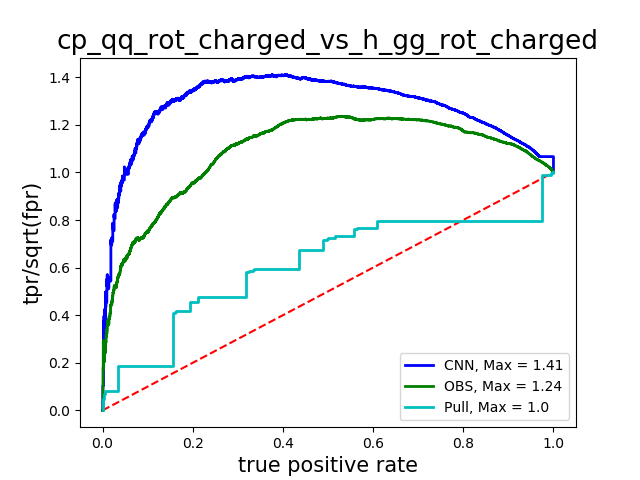 cp_qq_rot_charged_vs_h_gg_rot_charged
1.4
1.2
1.0
0.8
0.6
0.4
0.2
0.0
tpr/sqrt(fpr)
CNN, Max = 1.41
OBS, Max = 1.24
Pull, Max = 1.0
0.0 0.2 0.4 0.6 0.8 1.0
true positive rate